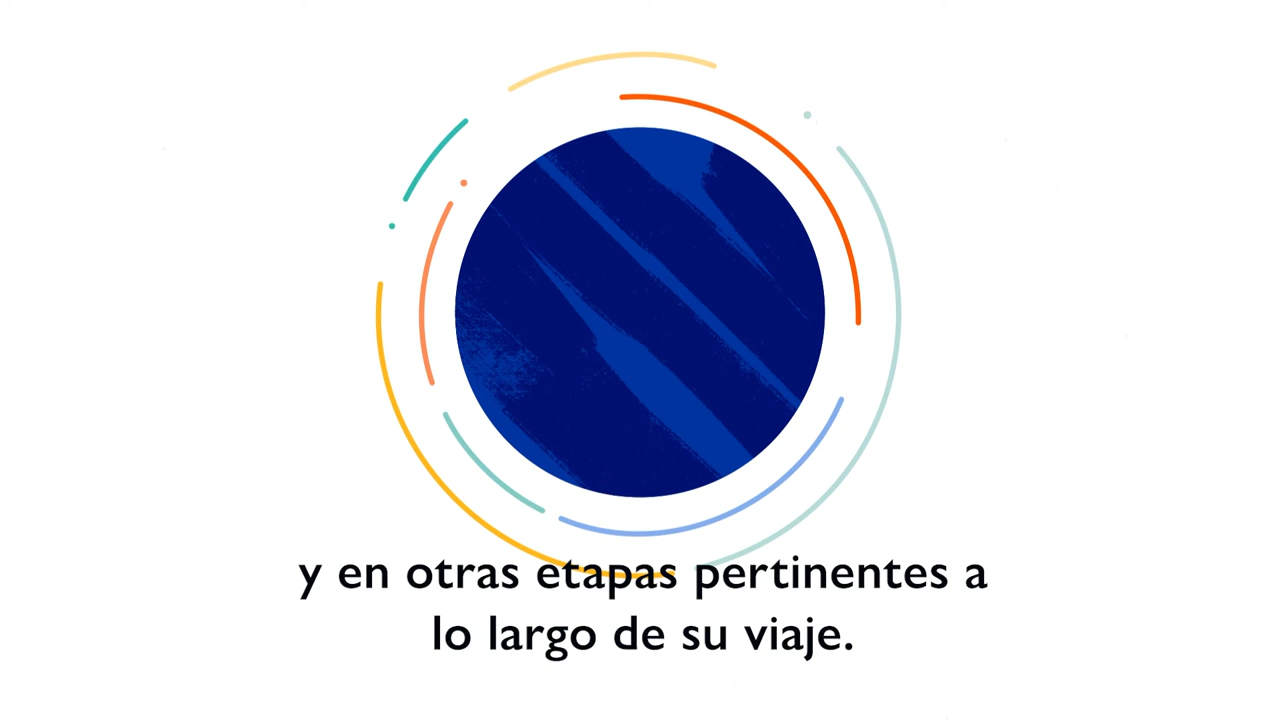 y en otras etapas pertinentes a
lo largo de su viaje.